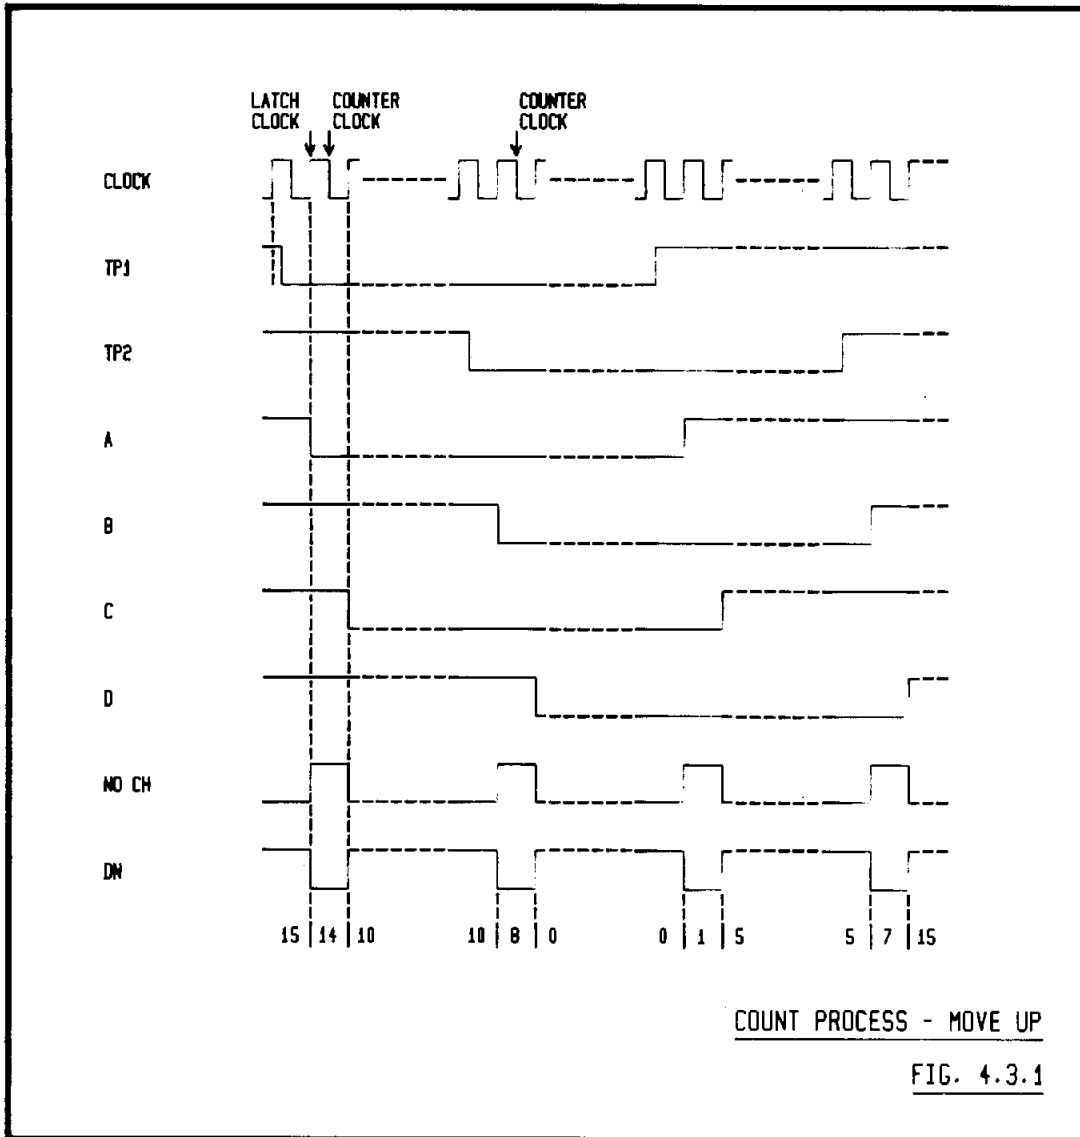 LATCH CLOCK
COUNTER CLOCK
COUNTER CLOCK
CLOCK
TP1
TP2
A
B
C
D
NO CH
DN
15 14 10 10 8 0 0 1 5 5 7 15
COUNT PROCESS - MOVE UP
FIG. 4.3.1